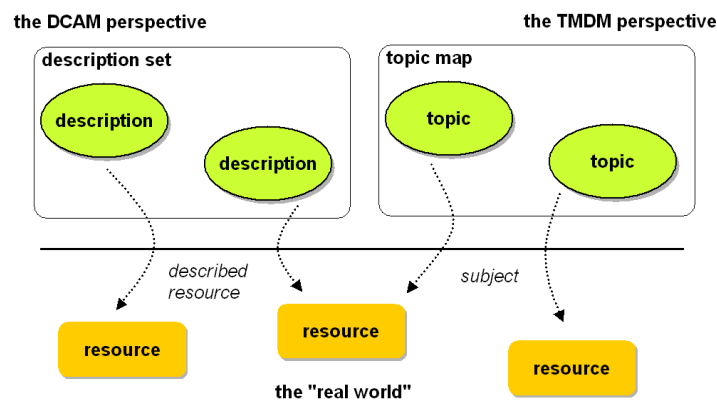 the DCAM perspective
the TMDM perspective
description set
topic map
description
description
topic
topic
described
resource
subject
resource
resource
resource
the "real world"